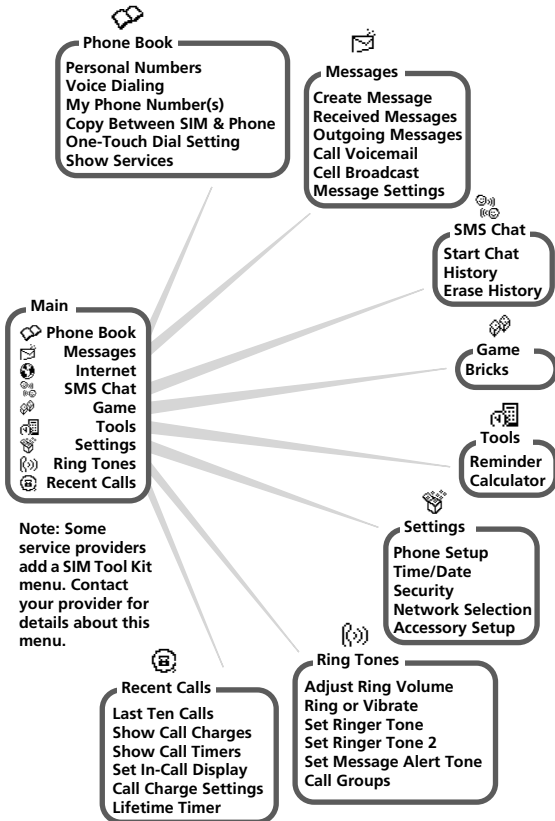 Phone Book
Personal Numbers
Voice Dialing
My Phone Number(s)
Copy Between SIM & Phone
One-Touch Dial Setting
Show Services
Messages
Create Message
Received Messages
Outgoing Messages
Call Voicemail
Cell Broadcast
Message Settings
SMS Chat
Start Chat
History
Erase History
Game
Bricks
Tools
Reminder
Calculator
Main
Phone Book
Messages
Internet
SMS Chat
Game
Tools
Settings
Ring Tones
Recent Calls
Note: Some
service providers
add a SIM Tool Kit
menu. Contact
your provider for
details about this
menu.
Settings
Phone Setup
Time/Date
Security
Network Selection
Accessory Setup
Ring Tones
Adjust Ring Volume
Ring or Vibrate
Set Ringer Tone
Set Ringer Tone 2
Set Message Alert Tone
Call Groups
Recent Calls
Last Ten Calls
Show Call Charges
Show Call Timers
Set In-Call Display
Call Charge Settings
Lifetime Timer